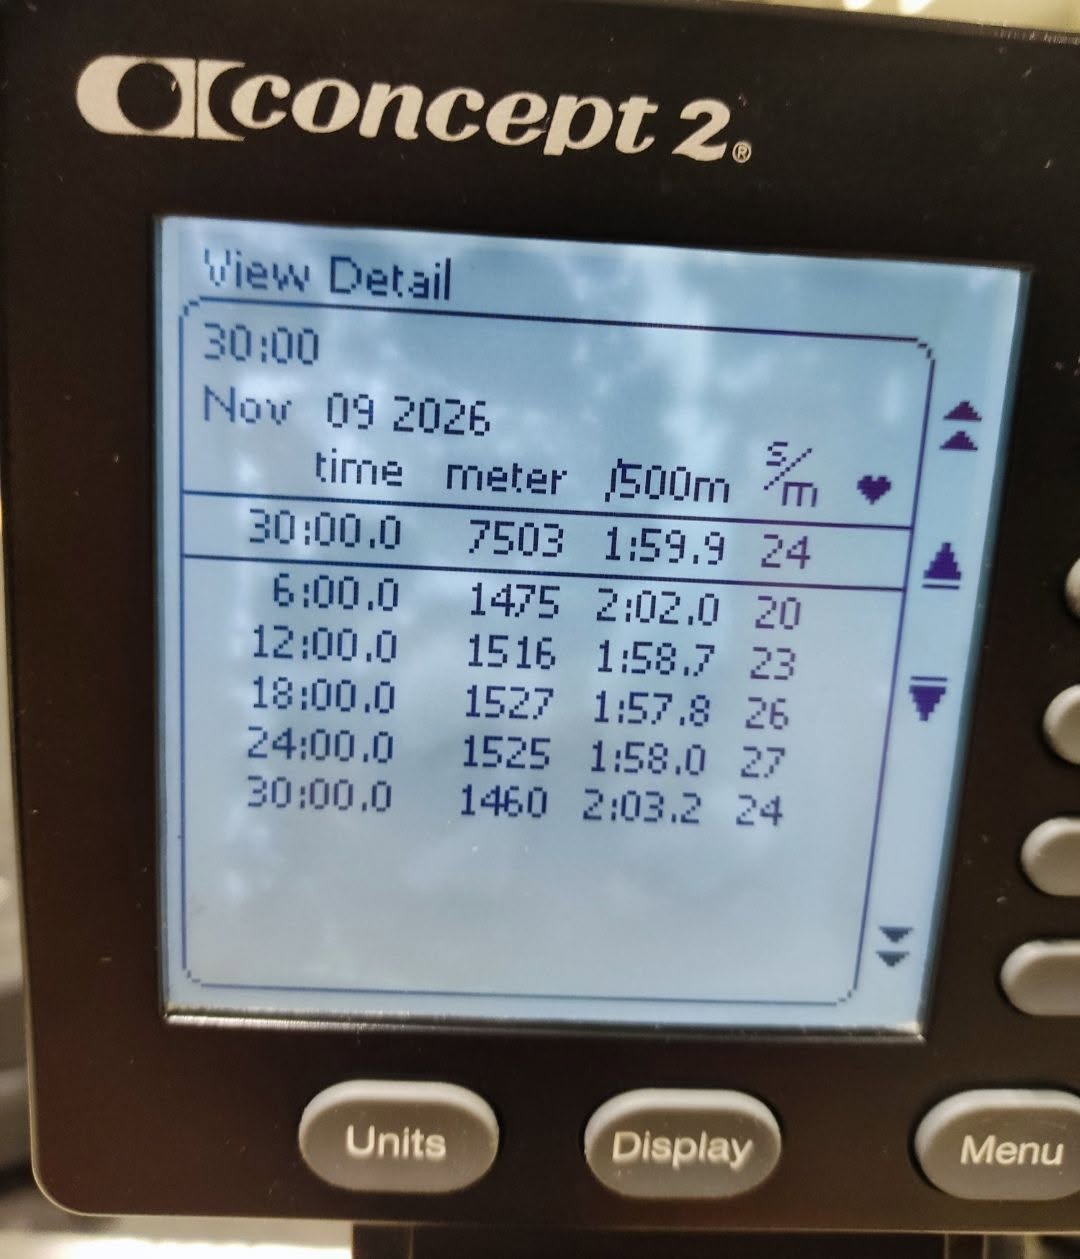 concept 2®
View Detail
30:00
Nov 09 2026
time meter /500m s/m ♥
30:00.0 7503 1:59.9 24
6:00.0 1475 2:02.0 20
12:00.0 1516 1:58.7 23
18:00.0 1527 1:57.8 26
24:00.0 1525 1:58.0 27
30:00.0 1460 2:03.2 24
Units Display Menu